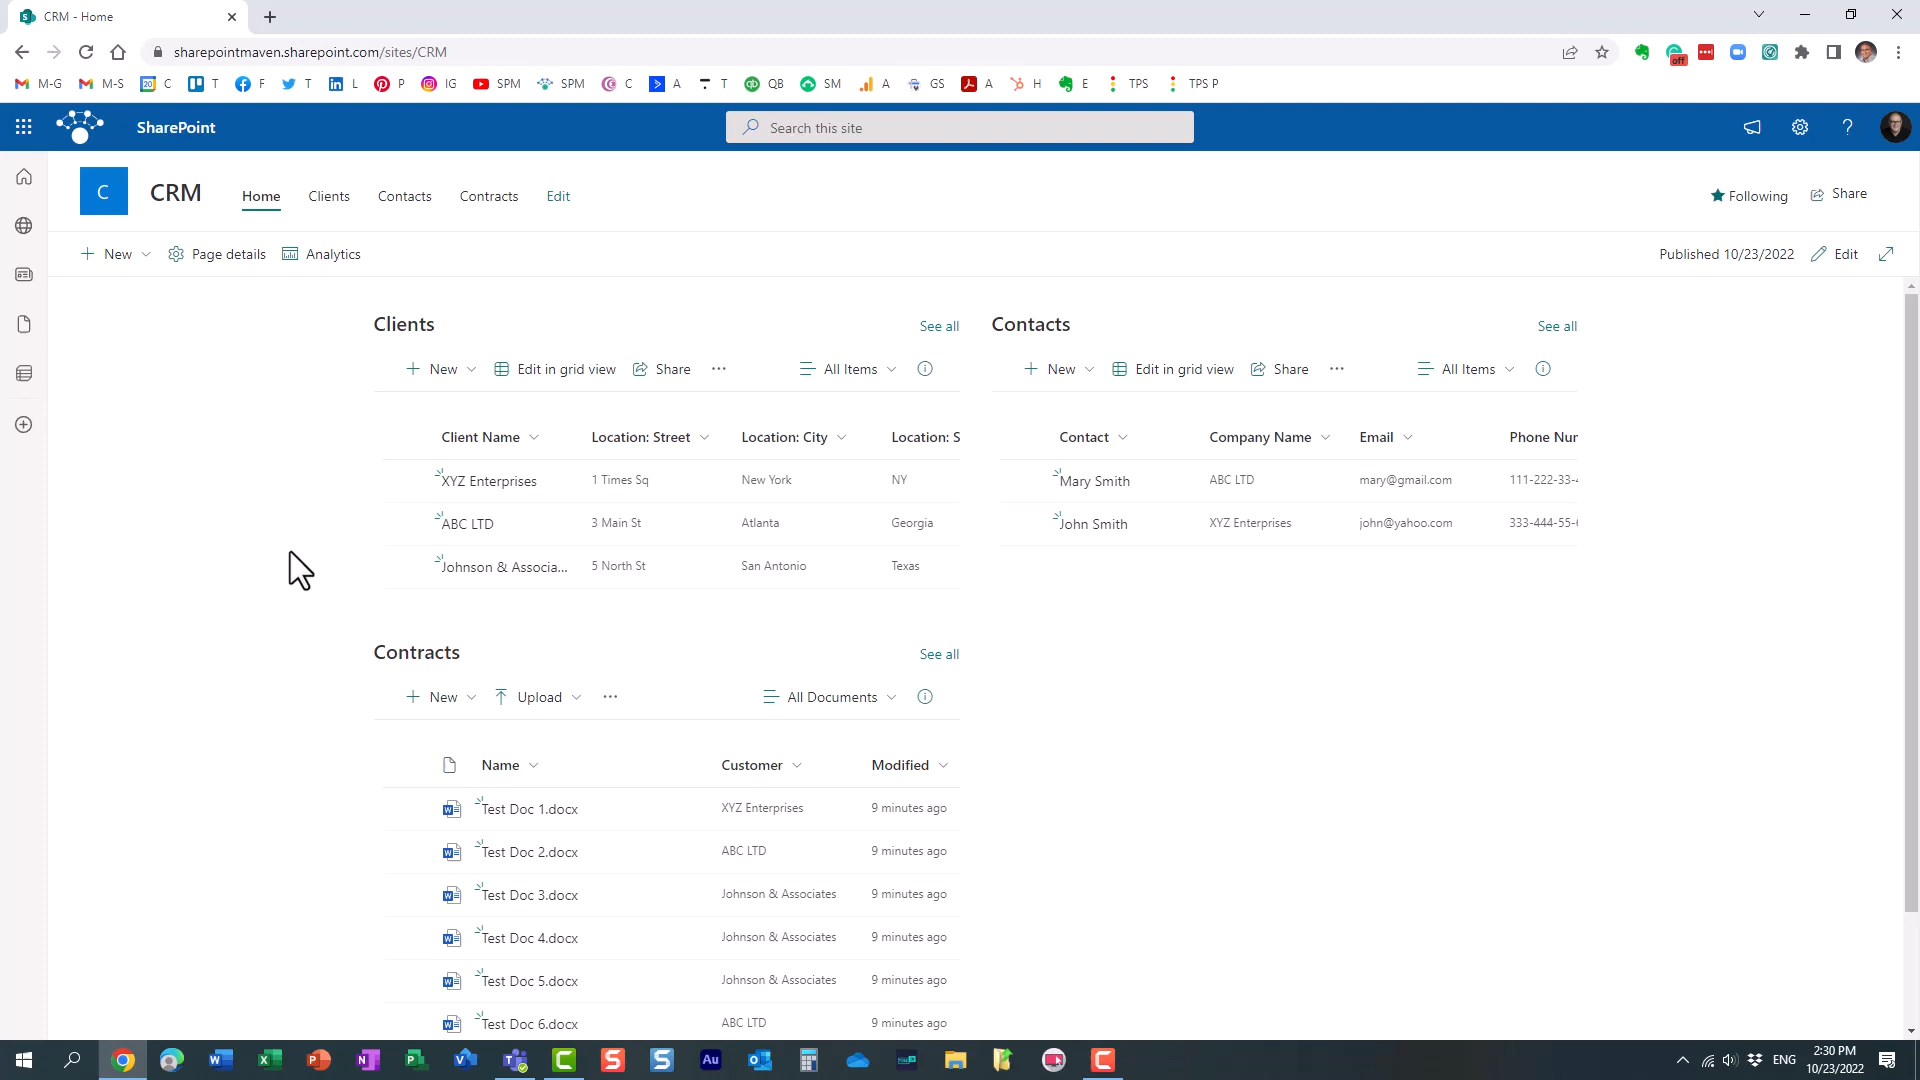 CRM - Home
sharepointmaven.sharepoint.com/sites/CRM
off
M-G M-S 20 C T F T L P IG SPM SPM C A T QB SM A GS A H E TPS TPS P
SharePoint
Search this site
C
CRM
Home Clients Contacts Contracts Edit
Following Share
New Page details Analytics
Published 10/23/2022 Edit
Clients
See all
New Edit in grid view Share
All Items
Client Name Location: Street Location: City Location: S
XYZ Enterprises 1 Times Sq New York NY
ABC LTD 3 Main St Atlanta Georgia
Johnson & Associa... 5 North St San Antonio Texas
Contacts
See all
New Edit in grid view Share
All Items
Contact Company Name Email Phone Nur
Mary Smith ABC LTD mary@gmail.com 111-222-33-
John Smith XYZ Enterprises john@yahoo.com 333-444-55-
Contracts
See all
New Upload
All Documents
Name Customer Modified
Test Doc 1.docx XYZ Enterprises 9 minutes ago
Test Doc 2.docx ABC LTD 9 minutes ago
Test Doc 3.docx Johnson & Associates 9 minutes ago
Test Doc 4.docx Johnson & Associates 9 minutes ago
Test Doc 5.docx Johnson & Associates 9 minutes ago
Test Doc 6.docx ABC LTD 9 minutes ago
ENG
2:30 PM
10/23/2022